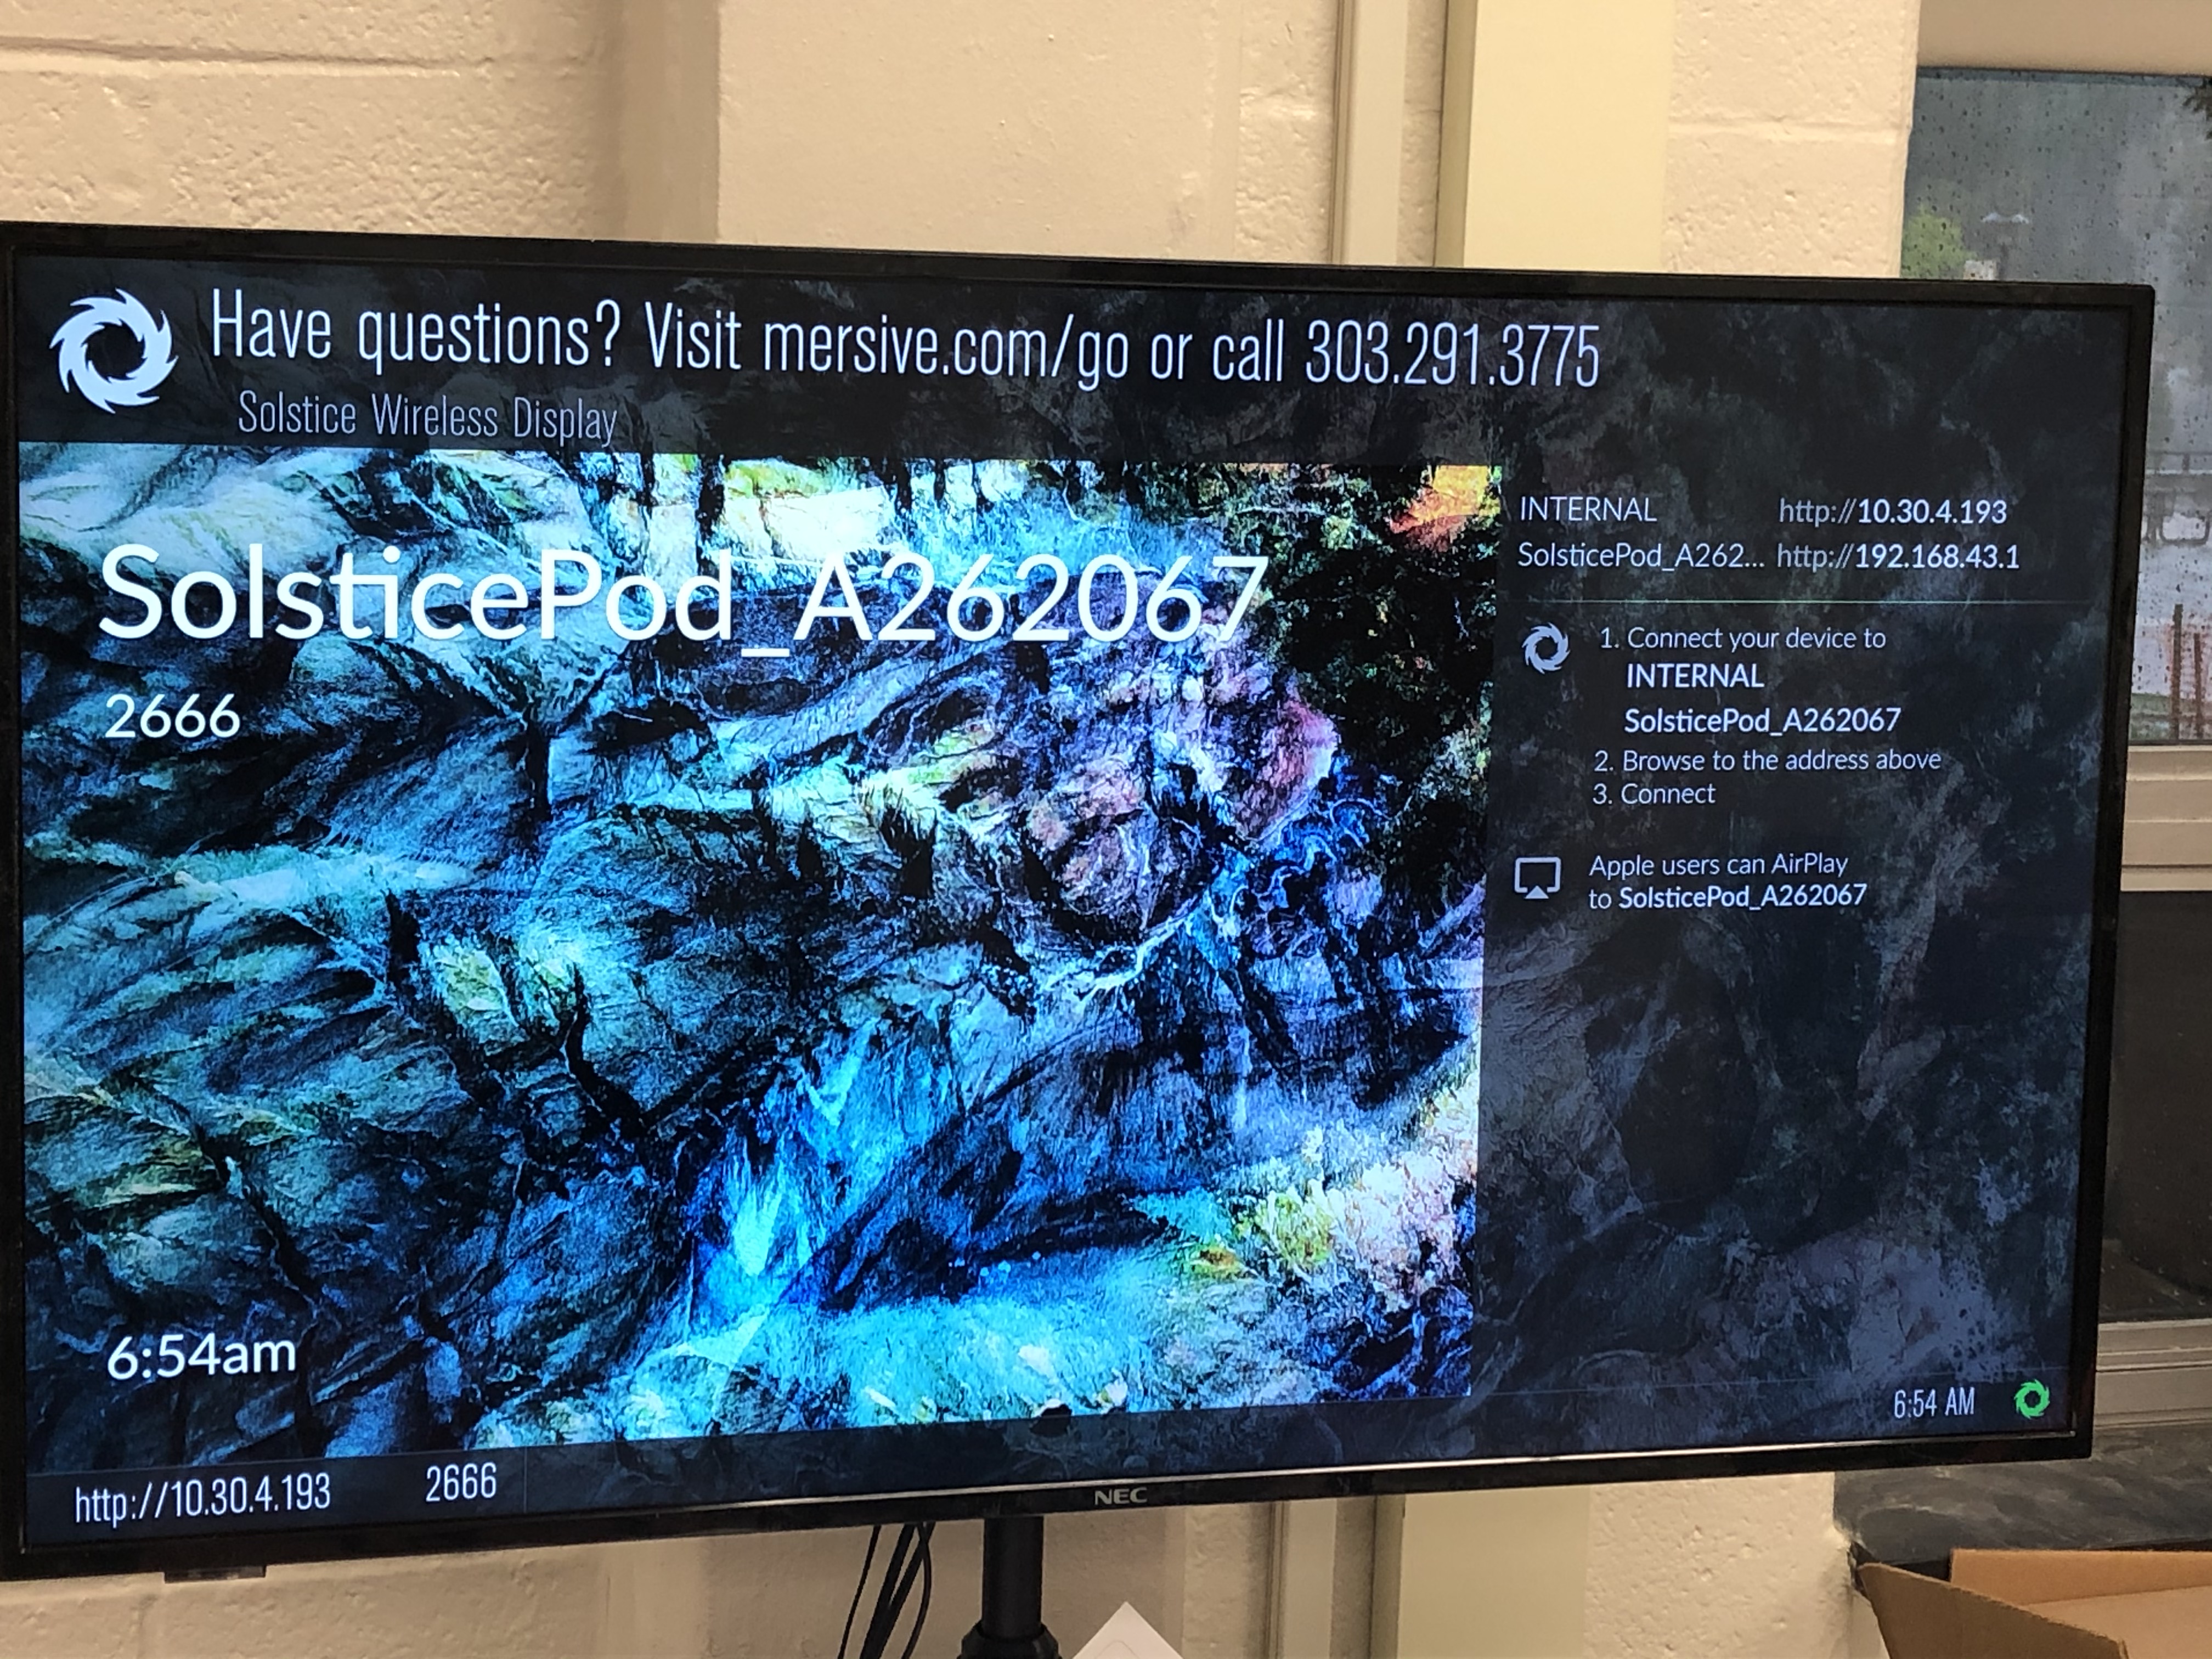 Have questions? Visit mersive.com/go or call 303.291.3775
Solstice Wireless Display
SolsticePod_A262067
2666
6:54am
INTERNAL http://10.30.4.193
SolsticePod_A262... http://192.168.43.1
1. Connect your device to
INTERNAL
SolsticePod_A262067
2. Browse to the address above
3. Connect
Apple users can AirPlay
to SolsticePod_A262067
6:54 AM
http://10.30.4.193 2666
NEC